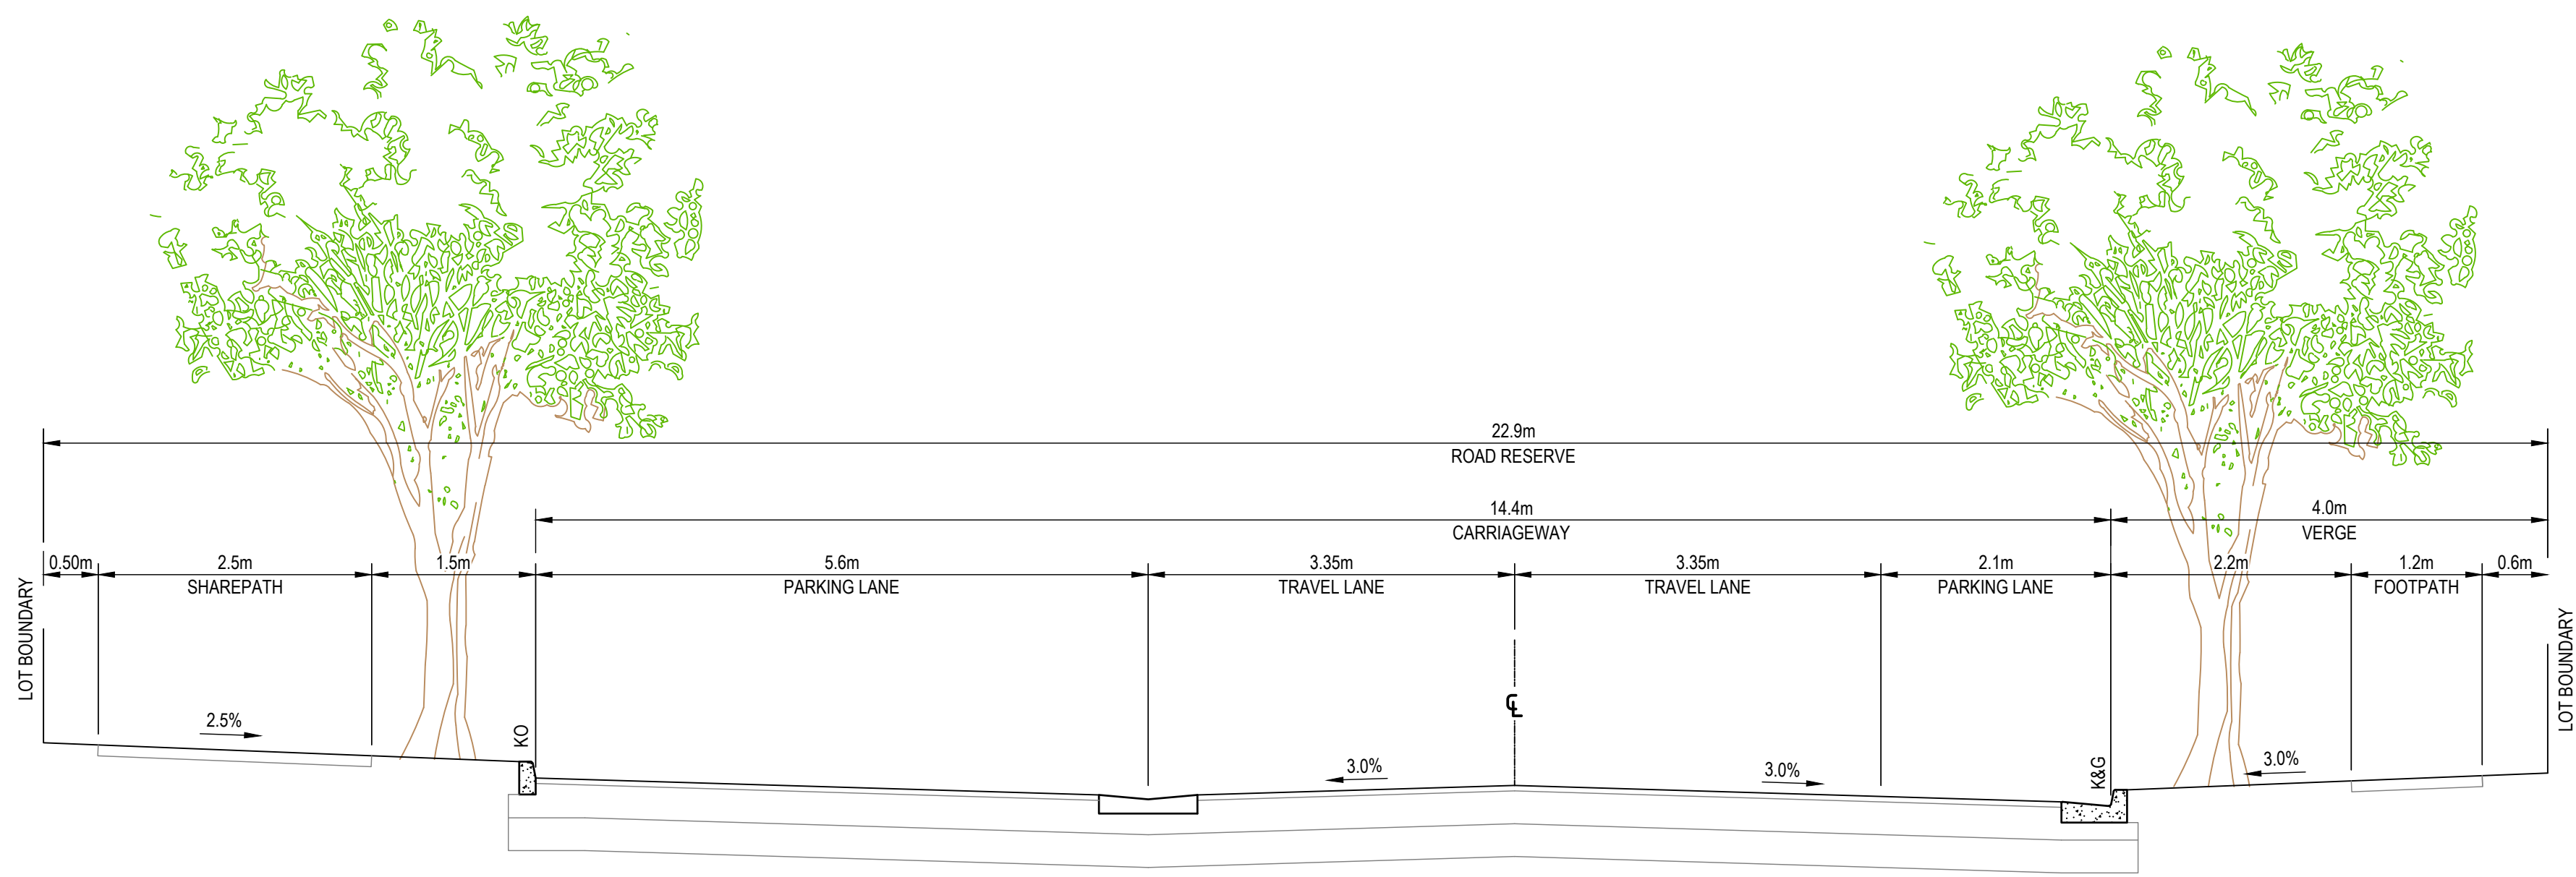 22.9m
ROAD RESERVE
14.4m
CARRIAGEWAY
4.0m
VERGE
0.50m
2.5m
SHAREPATH
1.5m
5.6m
PARKING LANE
3.35m
TRAVEL LANE
3.35m
TRAVEL LANE
2.1m
PARKING LANE
2.2m
1.2m
FOOTPATH
0.6m
LOT BOUNDARY
LOT BOUNDARY
2.5%
KO
℄
3.0%
3.0%
K&G
3.0%